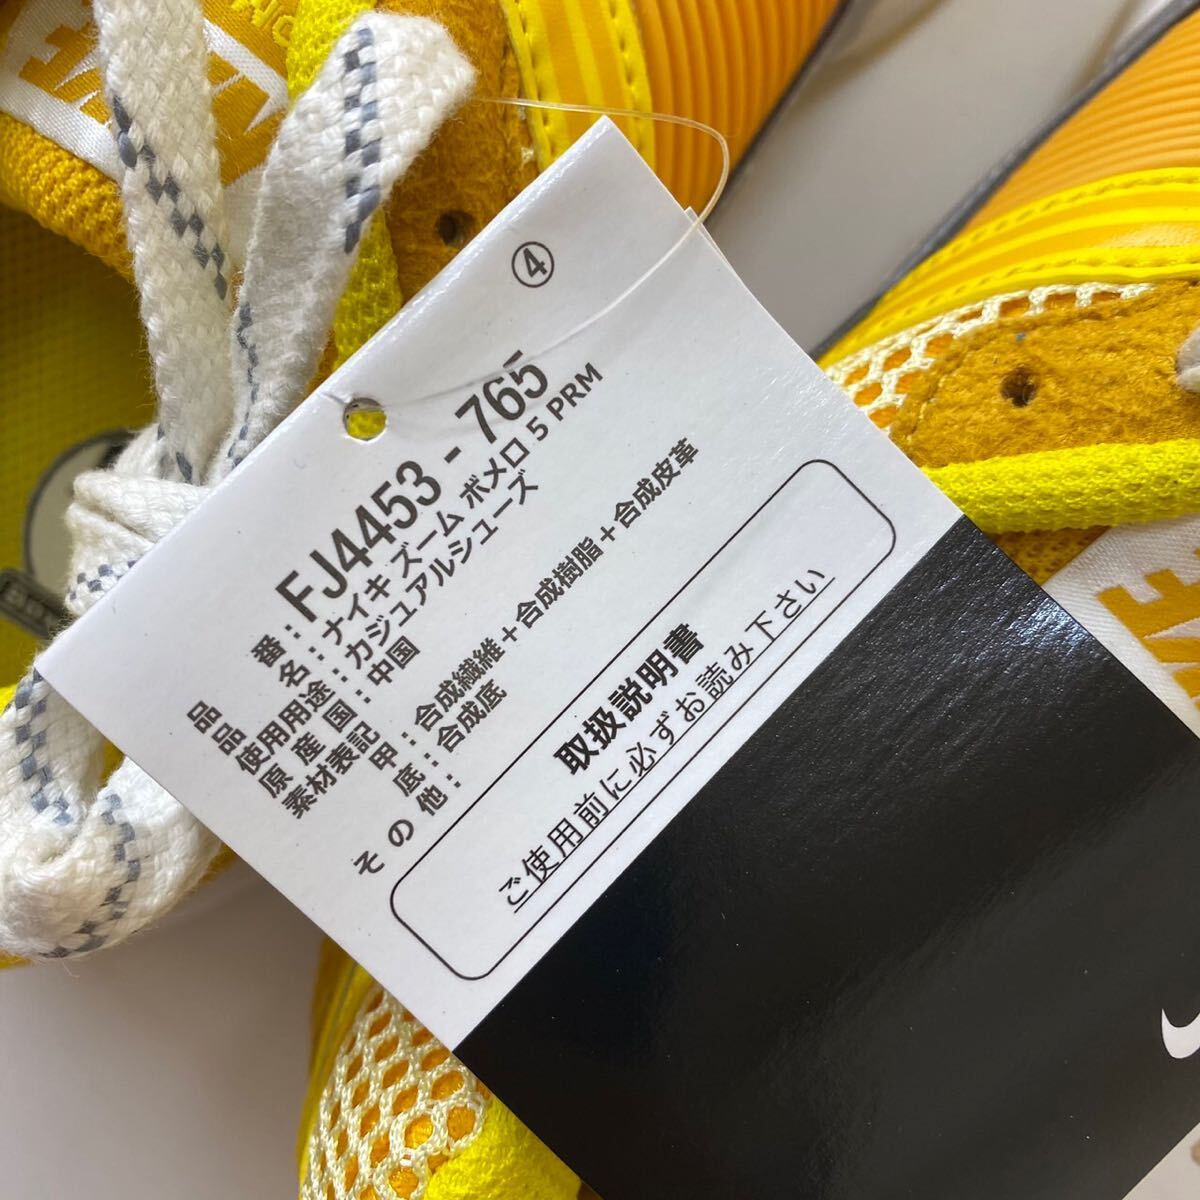 ④
品　番：FJ4453-765
品　名：ナイキ ズーム ボメロ 5 PRM
使用用途：カジュアルシューズ
原 産 国：中国
素材表記
甲：合成繊維＋合成樹脂＋合成皮革
底：合成底
その他：
取扱説明書
ご使用前に必ずお読み下さい